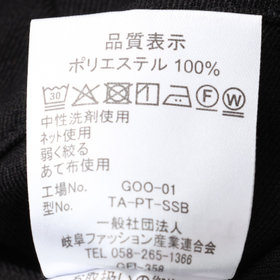 品質表示
ポリエステル 100%
30 F W
中性洗剤使用
ネット使用
弱く絞る
あて布使用
工場No. GOO-01
型No. TA-PT-SSB
一般社団法人
岐阜ファッション産業連合会
TEL 058-265-1366